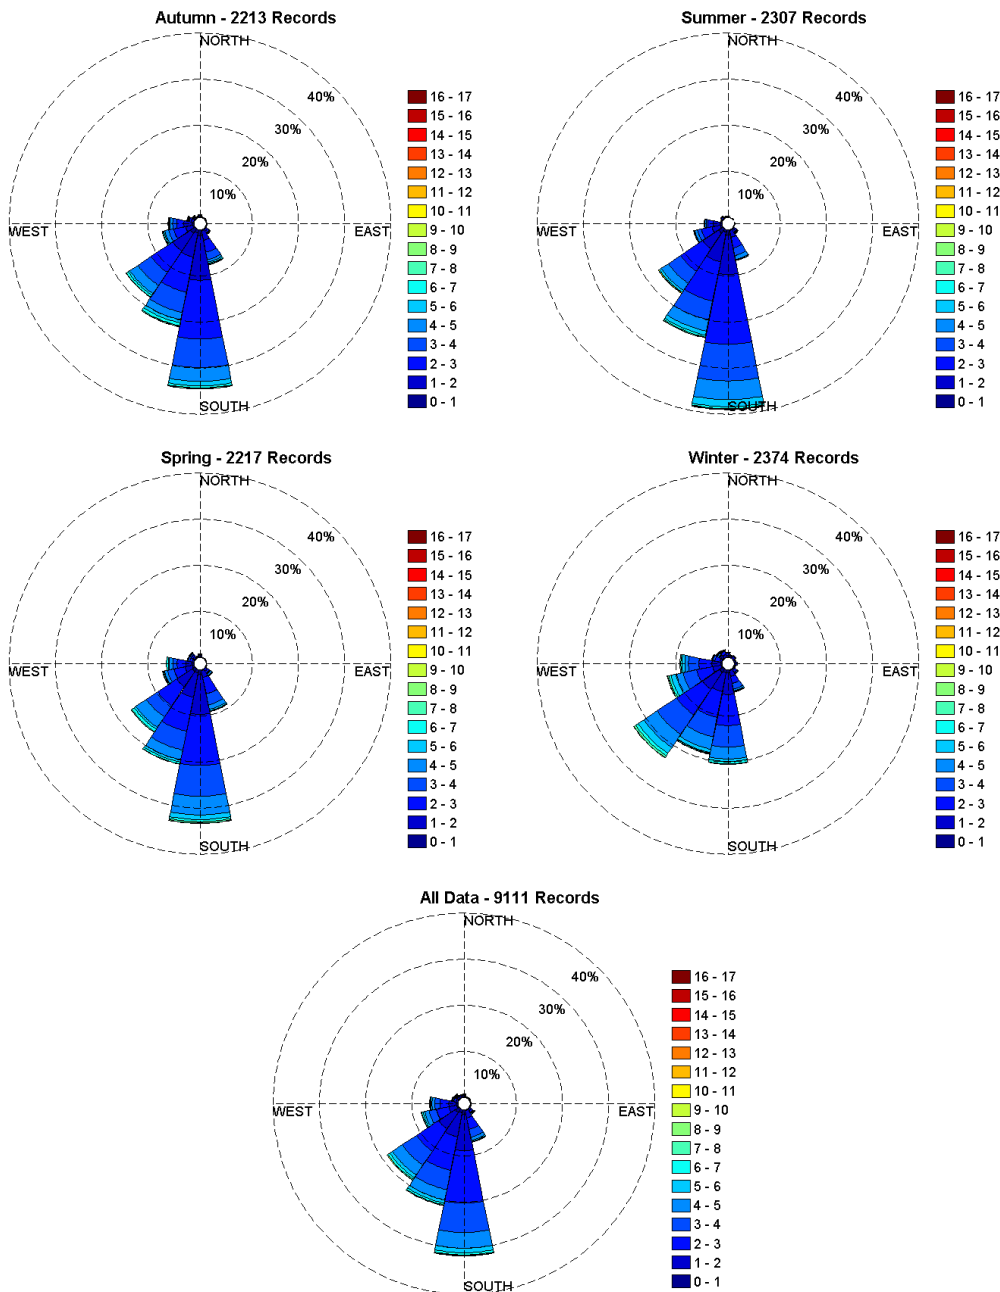 Autumn - 2213 Records
NORTH
40%
30%
20%
10%
WEST
EAST
SOUTH
16 - 17
15 - 16
14 - 15
13 - 14
12 - 13
11 - 12
10 - 11
9 - 10
8 - 9
7 - 8
6 - 7
5 - 6
4 - 5
3 - 4
2 - 3
1 - 2
0 - 1
Summer - 2307 Records
NORTH
40%
30%
20%
10%
WEST
EAST
SOUTH
16 - 17
15 - 16
14 - 15
13 - 14
12 - 13
11 - 12
10 - 11
9 - 10
8 - 9
7 - 8
6 - 7
5 - 6
4 - 5
3 - 4
2 - 3
1 - 2
0 - 1
Spring - 2217 Records
NORTH
40%
30%
20%
10%
WEST
EAST
SOUTH
16 - 17
15 - 16
14 - 15
13 - 14
12 - 13
11 - 12
10 - 11
9 - 10
8 - 9
7 - 8
6 - 7
5 - 6
4 - 5
3 - 4
2 - 3
1 - 2
0 - 1
Winter - 2374 Records
NORTH
40%
30%
20%
10%
WEST
EAST
SOUTH
16 - 17
15 - 16
14 - 15
13 - 14
12 - 13
11 - 12
10 - 11
9 - 10
8 - 9
7 - 8
6 - 7
5 - 6
4 - 5
3 - 4
2 - 3
1 - 2
0 - 1
All Data - 9111 Records
NORTH
40%
30%
20%
10%
WEST
EAST
SOUTH
16 - 17
15 - 16
14 - 15
13 - 14
12 - 13
11 - 12
10 - 11
9 - 10
8 - 9
7 - 8
6 - 7
5 - 6
4 - 5
3 - 4
2 - 3
1 - 2
0 - 1